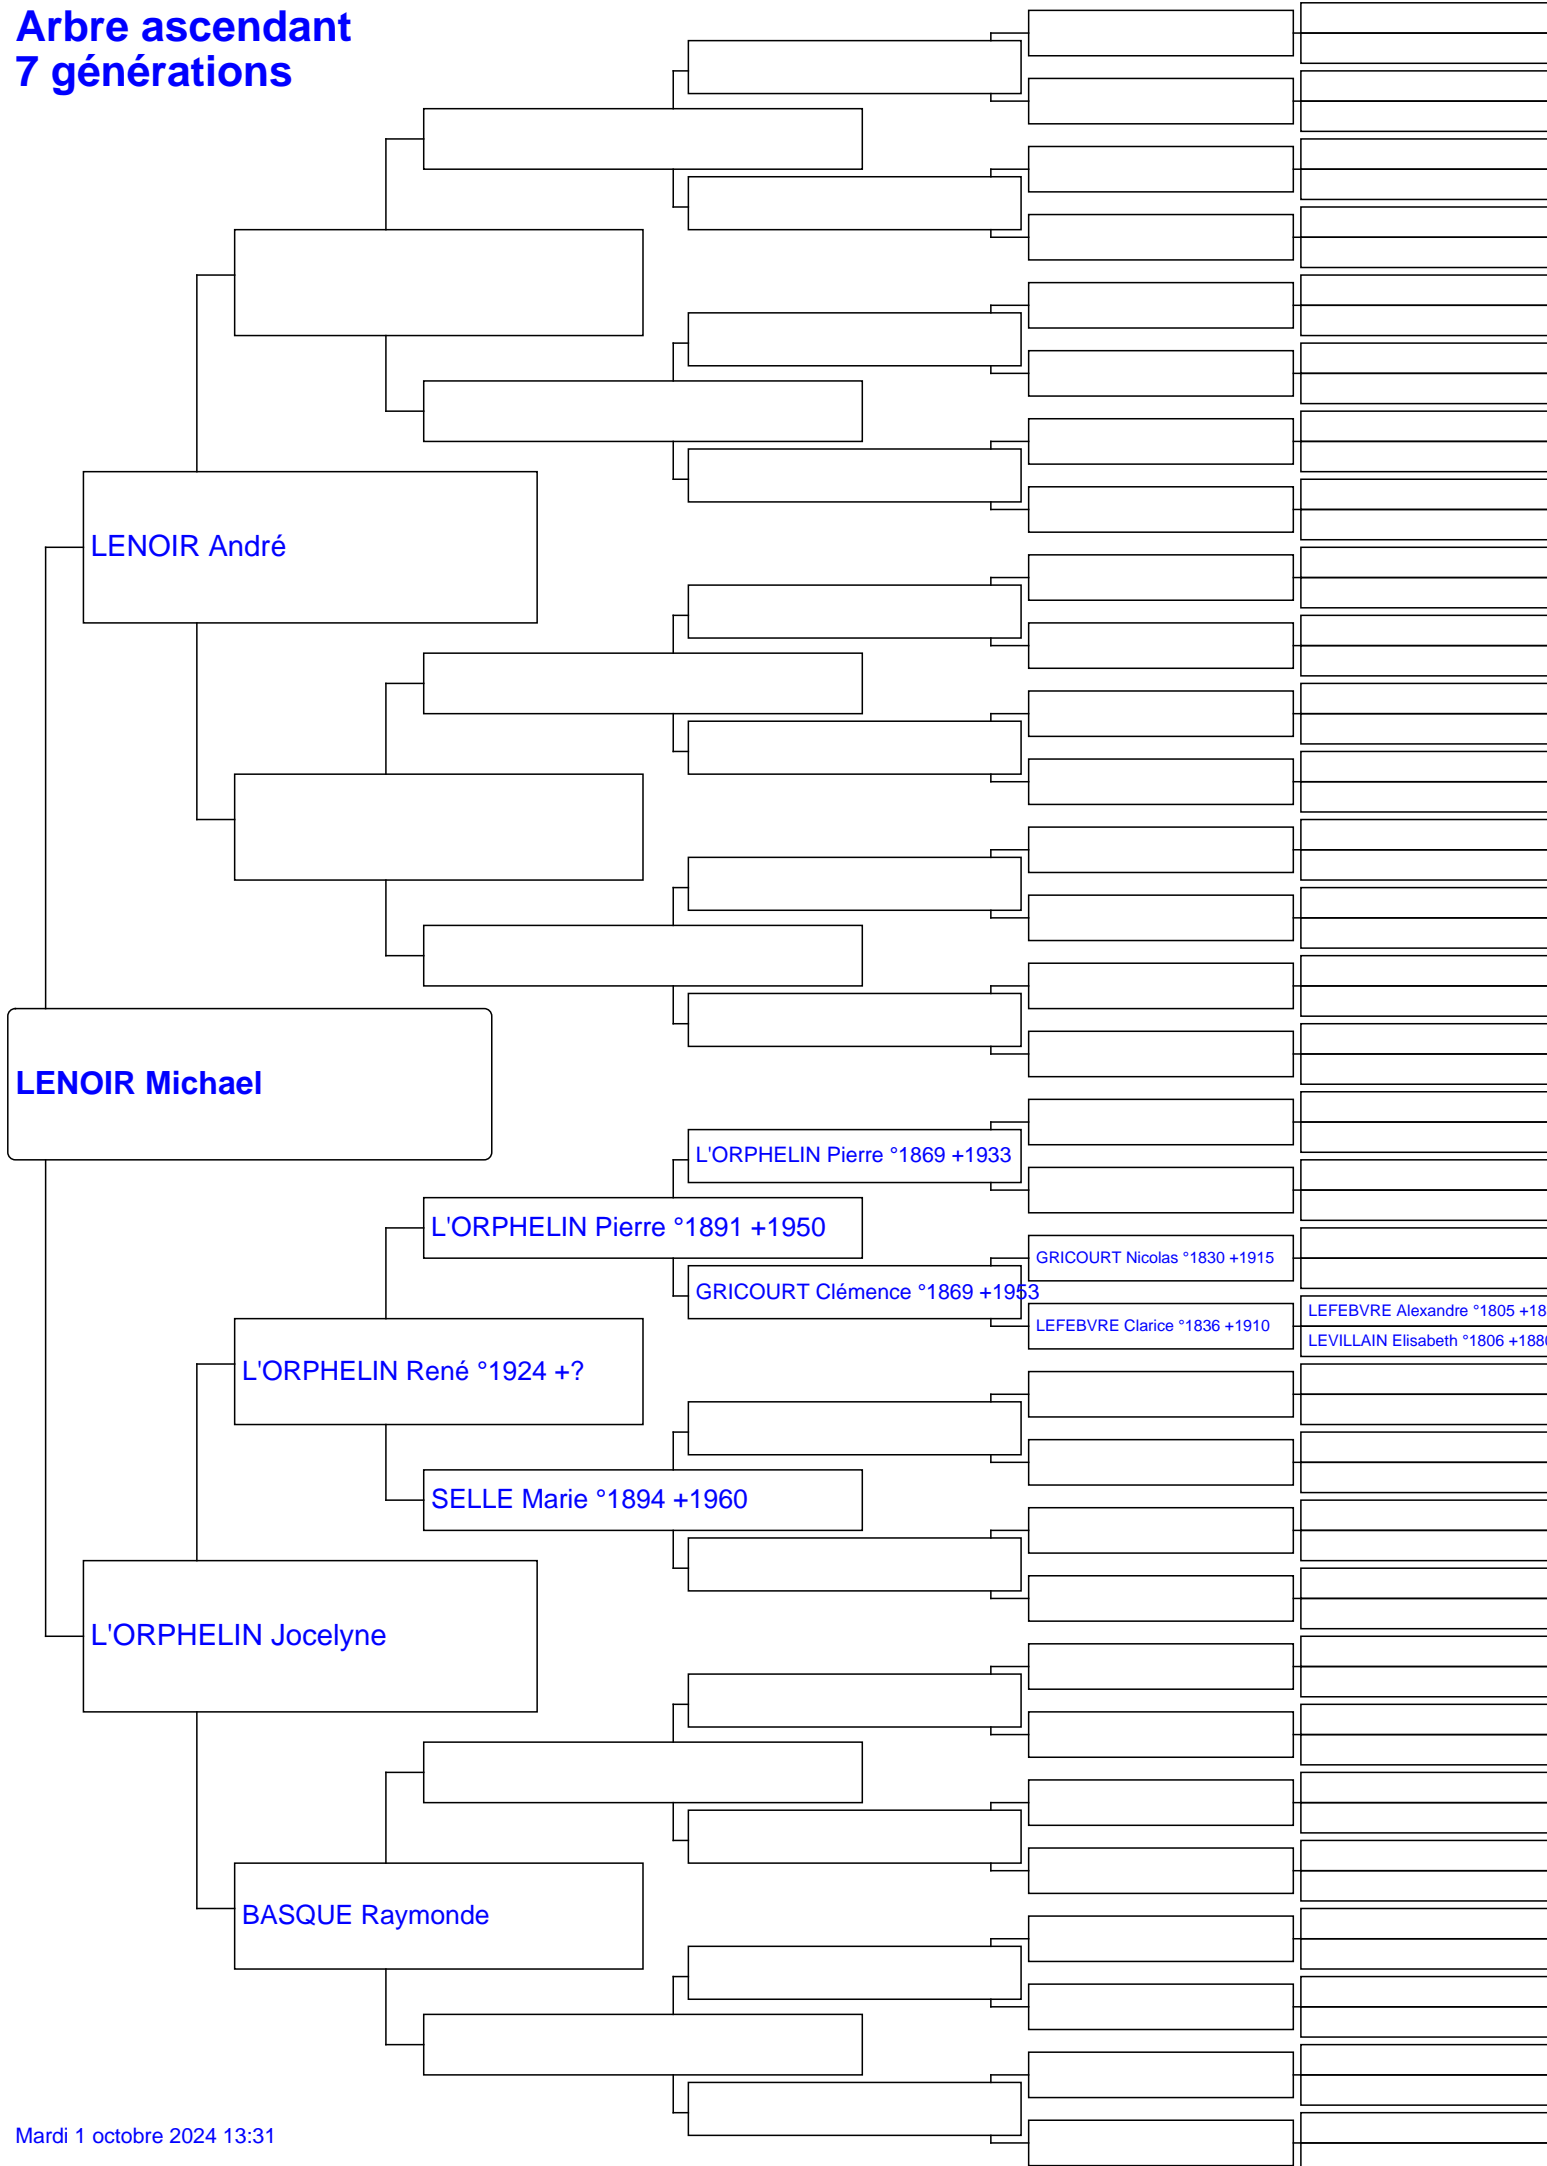 Arbre ascendant
7 générations
LENOIR André
LENOIR Michael
L'ORPHELIN Pierre °1869 +1933
L'ORPHELIN Pierre °1891 +1950
GRICOURT Nicolas °1830 +1915
GRICOURT Clémence °1869 +1953
LEFEBVRE Alexandre °1805 +18
LEFEBVRE Clarice °1836 +1910
LEVILLAIN Elisabeth °1806 +1880
L'ORPHELIN René °1924 +?
SELLE Marie °1894 +1960
L'ORPHELIN Jocelyne
BASQUE Raymonde
Mardi 1 octobre 2024 13:31